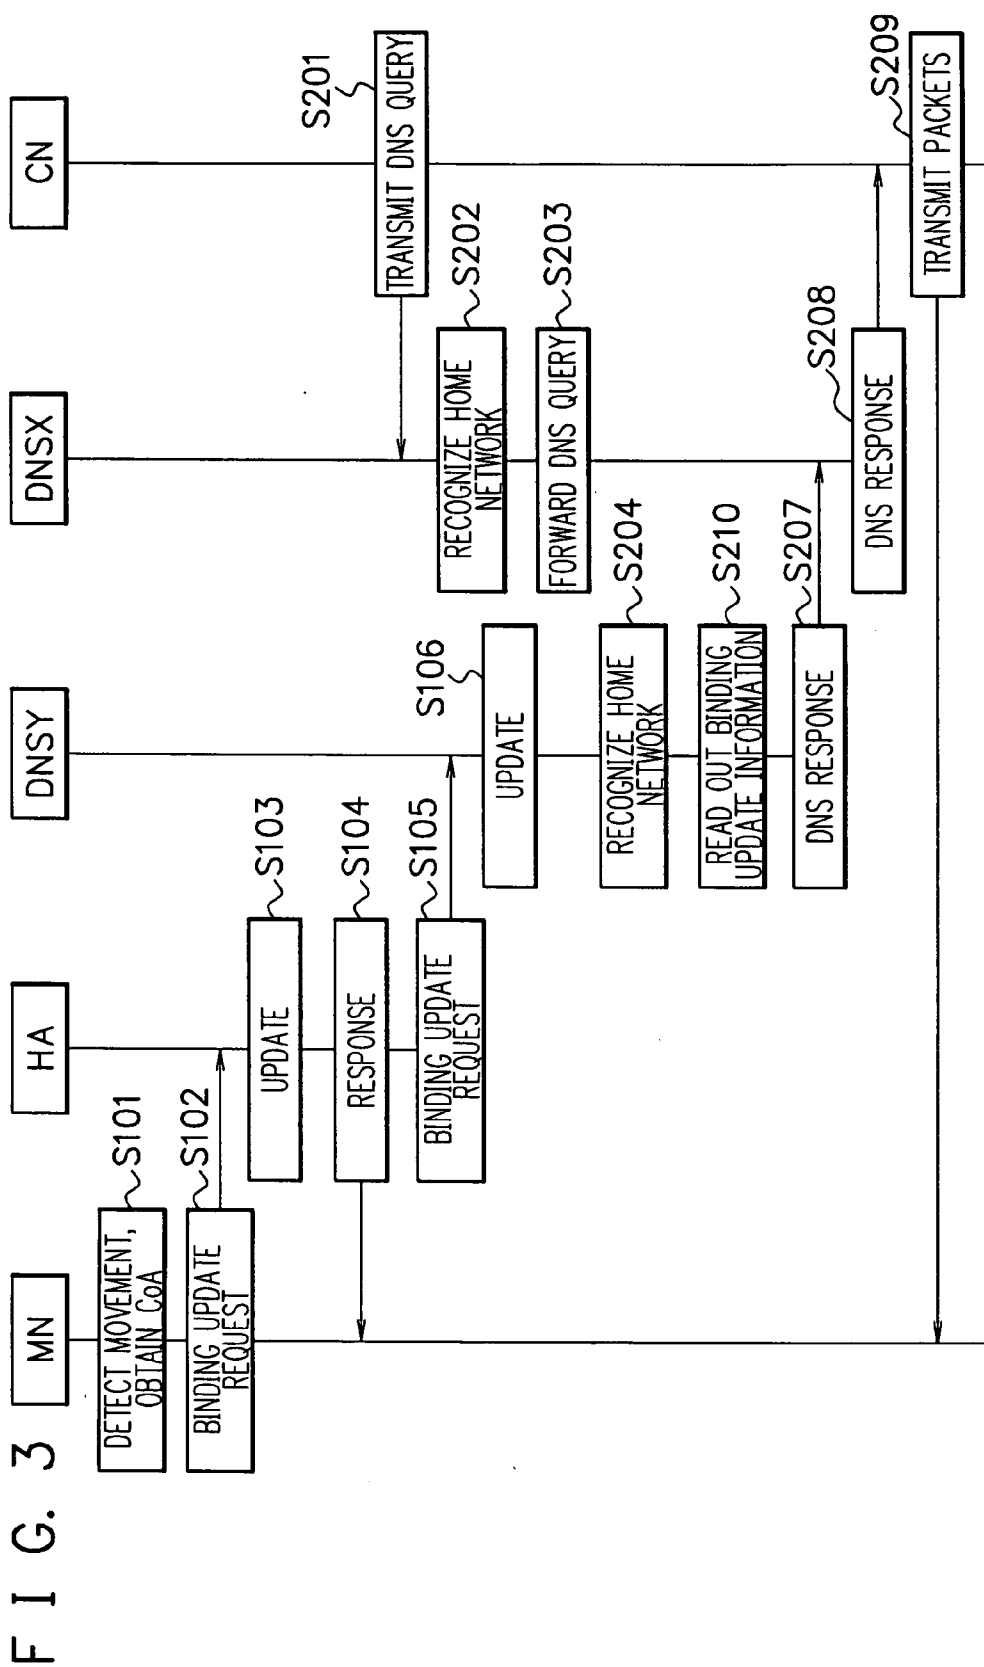 FIG. 3
MN
HA
DNSY
DNSX
CN
DETECT MOVEMENT,
OBTAIN CoA
S101
BINDING UPDATE
REQUEST
S102
UPDATE
S103
RESPONSE
S104
BINDING UPDATE
REQUEST
S105
UPDATE
S106
TRANSMIT DNS QUERY
S201
RECOGNIZE HOME
NETWORK
S202
FORWARD DNS QUERY
S203
RECOGNIZE HOME
NETWORK
S204
READ OUT BINDING
UPDATE INFORMATION
S210
DNS RESPONSE
S207
DNS RESPONSE
S208
TRANSMIT PACKETS
S209